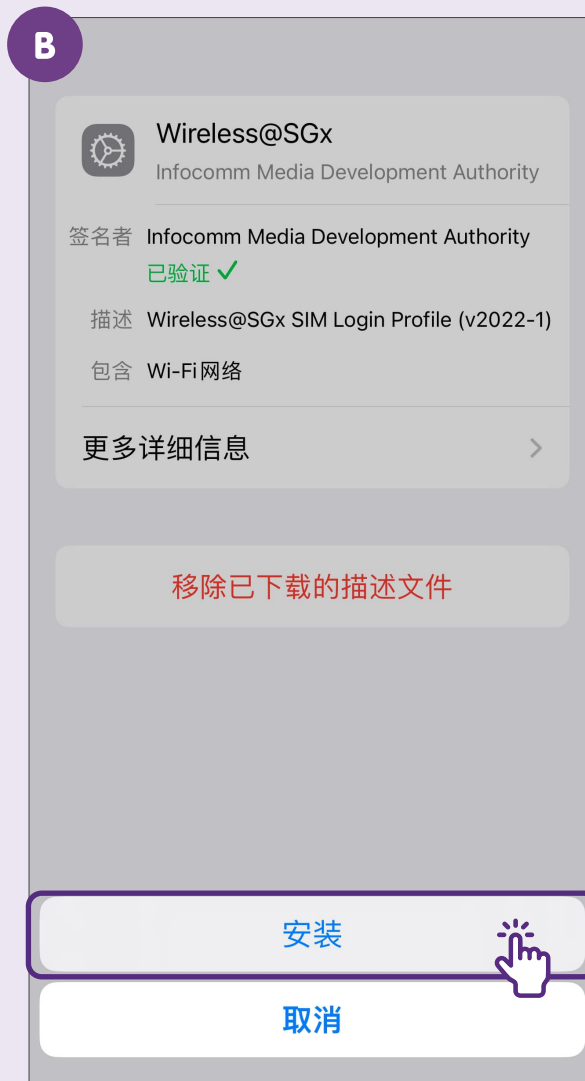 B
Wireless@SGx
Infocomm Media Development Authority
签名者 Infocomm Media Development Authority
已验证
描述 Wireless@SGx SIM Login Profile (v2022-1)
包含 Wi-Fi网络
更多详细信息
移除已下载的描述文件
安装
取消